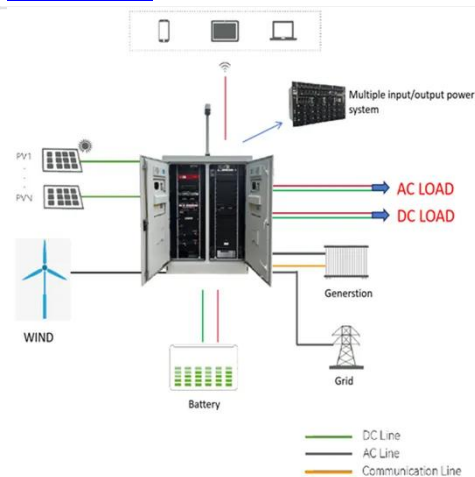 Multiple input/output power
system
PV1
PVN
AC LOAD
DC LOAD
WIND
Generstion
Grid
Battery
DC Line
AC Line
Communication Line